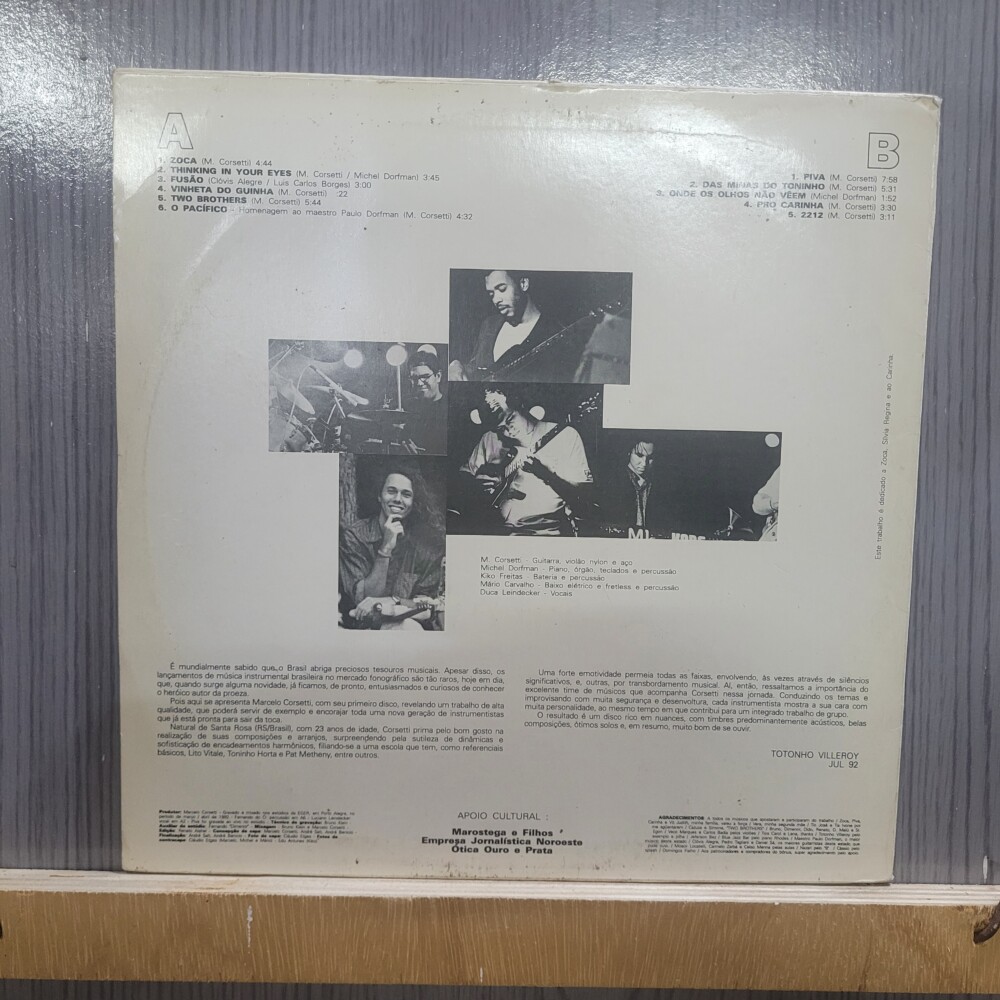 A
1. ZOCA (M. Corsetti) 4:44
2. THINKING IN YOUR EYES (M. Corsetti / Michel Dorfman) 3:45
3. FUSÃO (Clóvis Alegre / Luis Carlos Borges) 3:00
4. VINHETA DO GUINHA (M. Corsetti) :22
5. TWO BROTHERS (M. Corsetti) 5:44
6. O PACÍFICO - Homenagem ao maestro Paulo Dorfman (M. Corsetti) 4:32
B
1. PIVA (M. Corsetti) 7:58
2. DAS MINAS DO TONINHO (M. Corsetti) 5:31
3. ONDE OS OLHOS NÃO VÊEM (Michel Dorfman) 1:52
4. PRO CARINHA (M. Corsetti) 3:30
5. 2212 (M. Corsetti) 3:11
Este trabalho é dedicado a Zoca, Silvia Regina e ao Carinha.
M. Corsetti - Guitarra, violão nylon e aço
Michel Dorfman - Piano, órgão, teclados e percussão
Kiko Freitas - Bateria e percussão
Mário Carvalho - Baixo elétrico e fretless e percussão
Duca Leindecker - Vocais
É mundialmente sabido que o Brasil abriga preciosos tesouros musicais. Apesar disso, os
lançamentos de música instrumental brasileira no mercado fonográfico são tão raros, hoje em dia,
que, quando surge alguma novidade, já ficamos, de pronto, entusiasmados e curiosos de conhecer
o heróico autor da proeza.
Pois aqui se apresenta Marcelo Corsetti, com seu primeiro disco, revelando um trabalho de alta
qualidade, que poderá servir de exemplo e encorajar toda uma nova geração de instrumentistas
que já está pronta para sair da toca.
Natural de Santa Rosa (RS/Brasil), com 23 anos de idade, Corsetti prima pelo bom gosto na
realização de suas composições e arranjos, surpreendendo pela sutileza de dinâmicas e
sofisticação de encadeamentos harmônicos, filiando-se a uma escola que tem, como referenciais
básicos, Lito Vitale, Toninho Horta e Pat Metheny, entre outros.
Uma forte emotividade permeia todas as faixas, envolvendo, às vezes através de silêncios
significativos, e, outras, por transbordamento musical. Aí, então, ressaltamos a importância do
excelente time de músicos que acompanha Corsetti nessa jornada. Conduzindo os temas e
improvisando com muita segurança e desenvoltura, cada instrumentista mostra a sua cara com
muita personalidade, ao mesmo tempo em que contribui para um integrado trabalho de grupo.
O resultado é um disco rico em nuances, com timbres predominantemente acústicos, belas
composições, ótimos solos e, em resumo, muito bom de se ouvir.
TOTONHO VILLEROY
JUL. 92
APOIO CULTURAL :
Marostega e Filhos
Empresa Jornalística Noroeste
Ótica Ouro e Prata
AGRADECIMENTOS